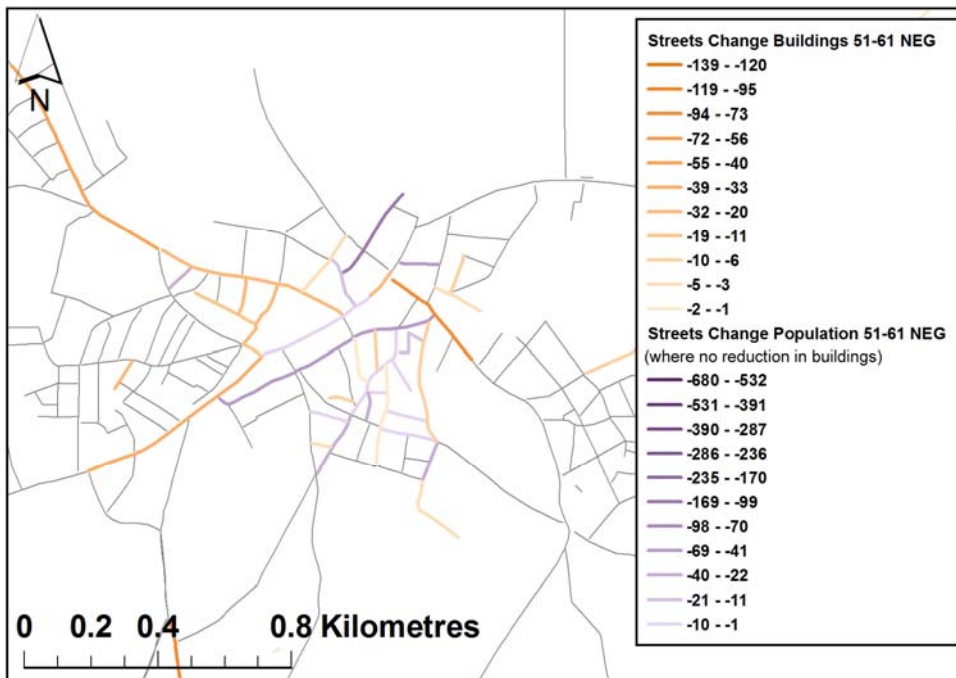 N
Streets Change Buildings 51-61 NEG
-139 - -120
-119 - -95
-94 - -73
-72 - -56
-55 - -40
-39 - -33
-32 - -20
-19 - -11
-10 - -6
-5 - -3
-2 - -1
Streets Change Population 51-61 NEG
(where no reduction in buildings)
-680 - -532
-531 - -391
-390 - -287
-286 - -236
-235 - -170
-169 - -99
-98 - -70
-69 - -41
-40 - -22
-21 - -11
-10 - -1
0 0.2 0.4 0.8 Kilometres